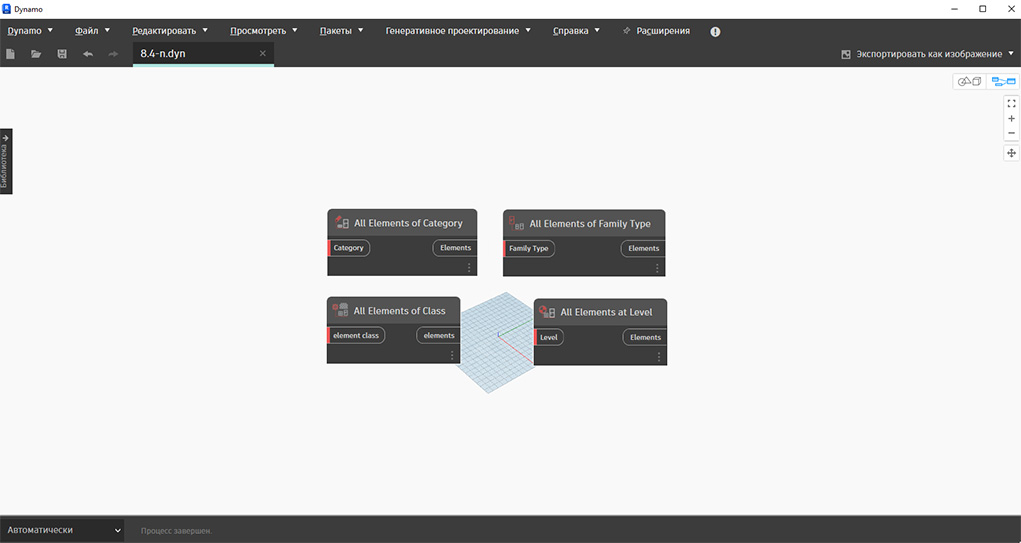 Dynamo
Dynamo Файл Редактировать Просмотреть Пакеты Генеративное проектирование Справка Расширения
8.4-n.dyn
Экспортировать как изображение
Библиотека
All Elements of Category
Category Elements
All Elements of Family Type
Family Type Elements
All Elements of Class
element class elements
All Elements at Level
Level Elements
Автоматически
Процесс завершен.